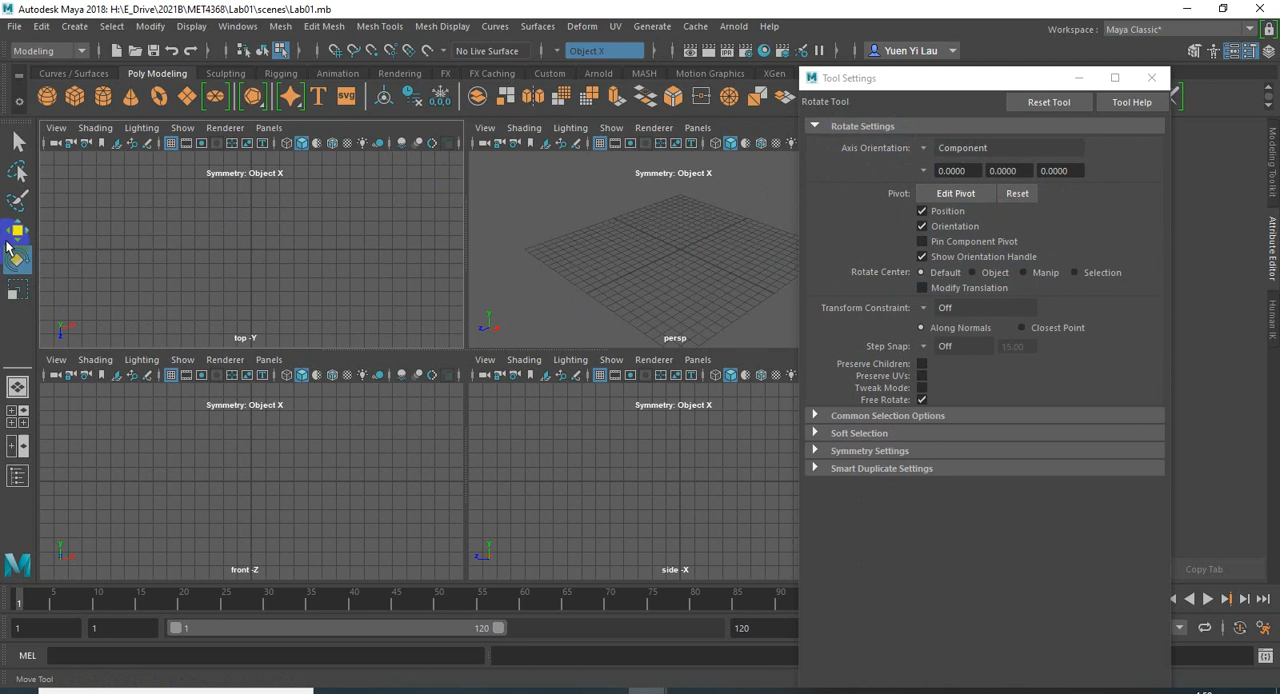 Autodesk Maya 2018: H:\E_Drive\2021B\MET4368\Lab01\scenes\Lab01.mb
File Edit Create Select Modify Display Windows Mesh Edit Mesh Mesh Tools Mesh Display Curves Surfaces Deform UV Generate Cache Arnold Help
Workspace: Maya Classic*
Modeling No Live Surface Object X Yuen Yi Lau
Curves / Surfaces Poly Modeling Sculpting Rigging Animation Rendering FX FX Caching Custom Arnold MASH Motion Graphics XGen
T SVG 0,0,0
Tool Settings
Rotate Tool Reset Tool Tool Help
Rotate Settings
Axis Orientation: Component
0.0000 0.0000 0.0000
Pivot: Edit Pivot Reset
Position
Orientation
Pin Component Pivot
Show Orientation Handle
Rotate Center: Default Object Manip Selection
Modify Translation
Transform Constraint: Off
Along Normals Closest Point
Step Snap: Off 15.00
Preserve Children:
Preserve UVs:
Tweak Mode:
Free Rotate:
Common Selection Options
Soft Selection
Symmetry Settings
Smart Duplicate Settings
View Shading Lighting Show Renderer Panels
Symmetry: Object X
top -Y
View Shading Lighting Show Renderer Panels
Symmetry: Object X
persp
View Shading Lighting Show Renderer Panels
Symmetry: Object X
front -Z
View Shading Lighting Show Renderer Panels
Symmetry: Object X
side -X
Modeling Toolkit
Attribute Editor
Human IK
Copy Tab
1 5 10 15 20 25 30 35 40 45 50 55 60 65 70 75 80 85 90
1 1 1 120 120
MEL
Move Tool